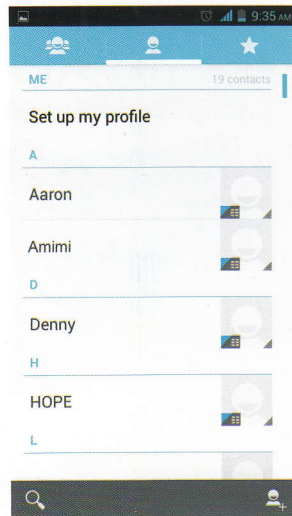 9:35 AM
ME 19 contacts
Set up my profile
A
Aaron
Amimi
D
Denny
H
HOPE
L